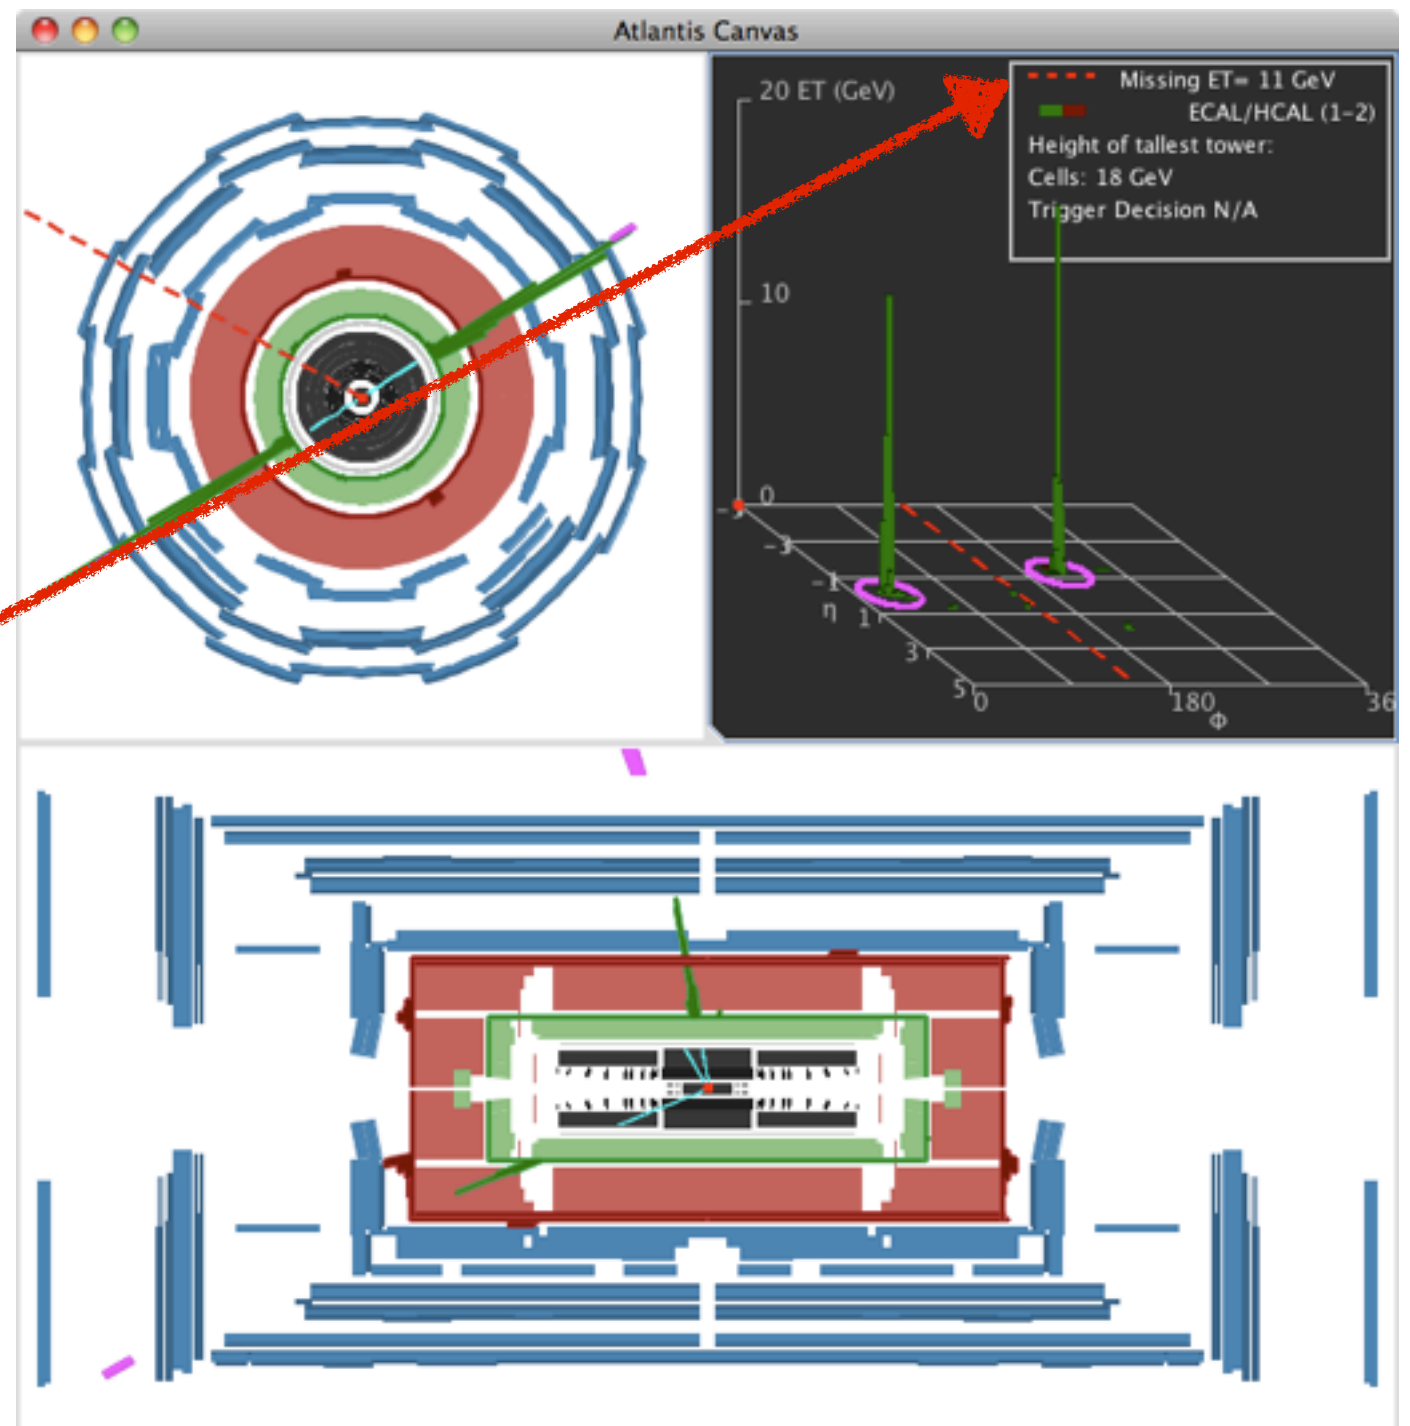 Atlantis Canvas
20 ET (GeV)
Missing ET= 11 GeV
ECAL/HCAL (1-2)
Height of tallest tower:
Cells: 18 GeV
Trigger Decision N/A
10
0
-3
-1
η
1
3
5
0
180
36
Φ